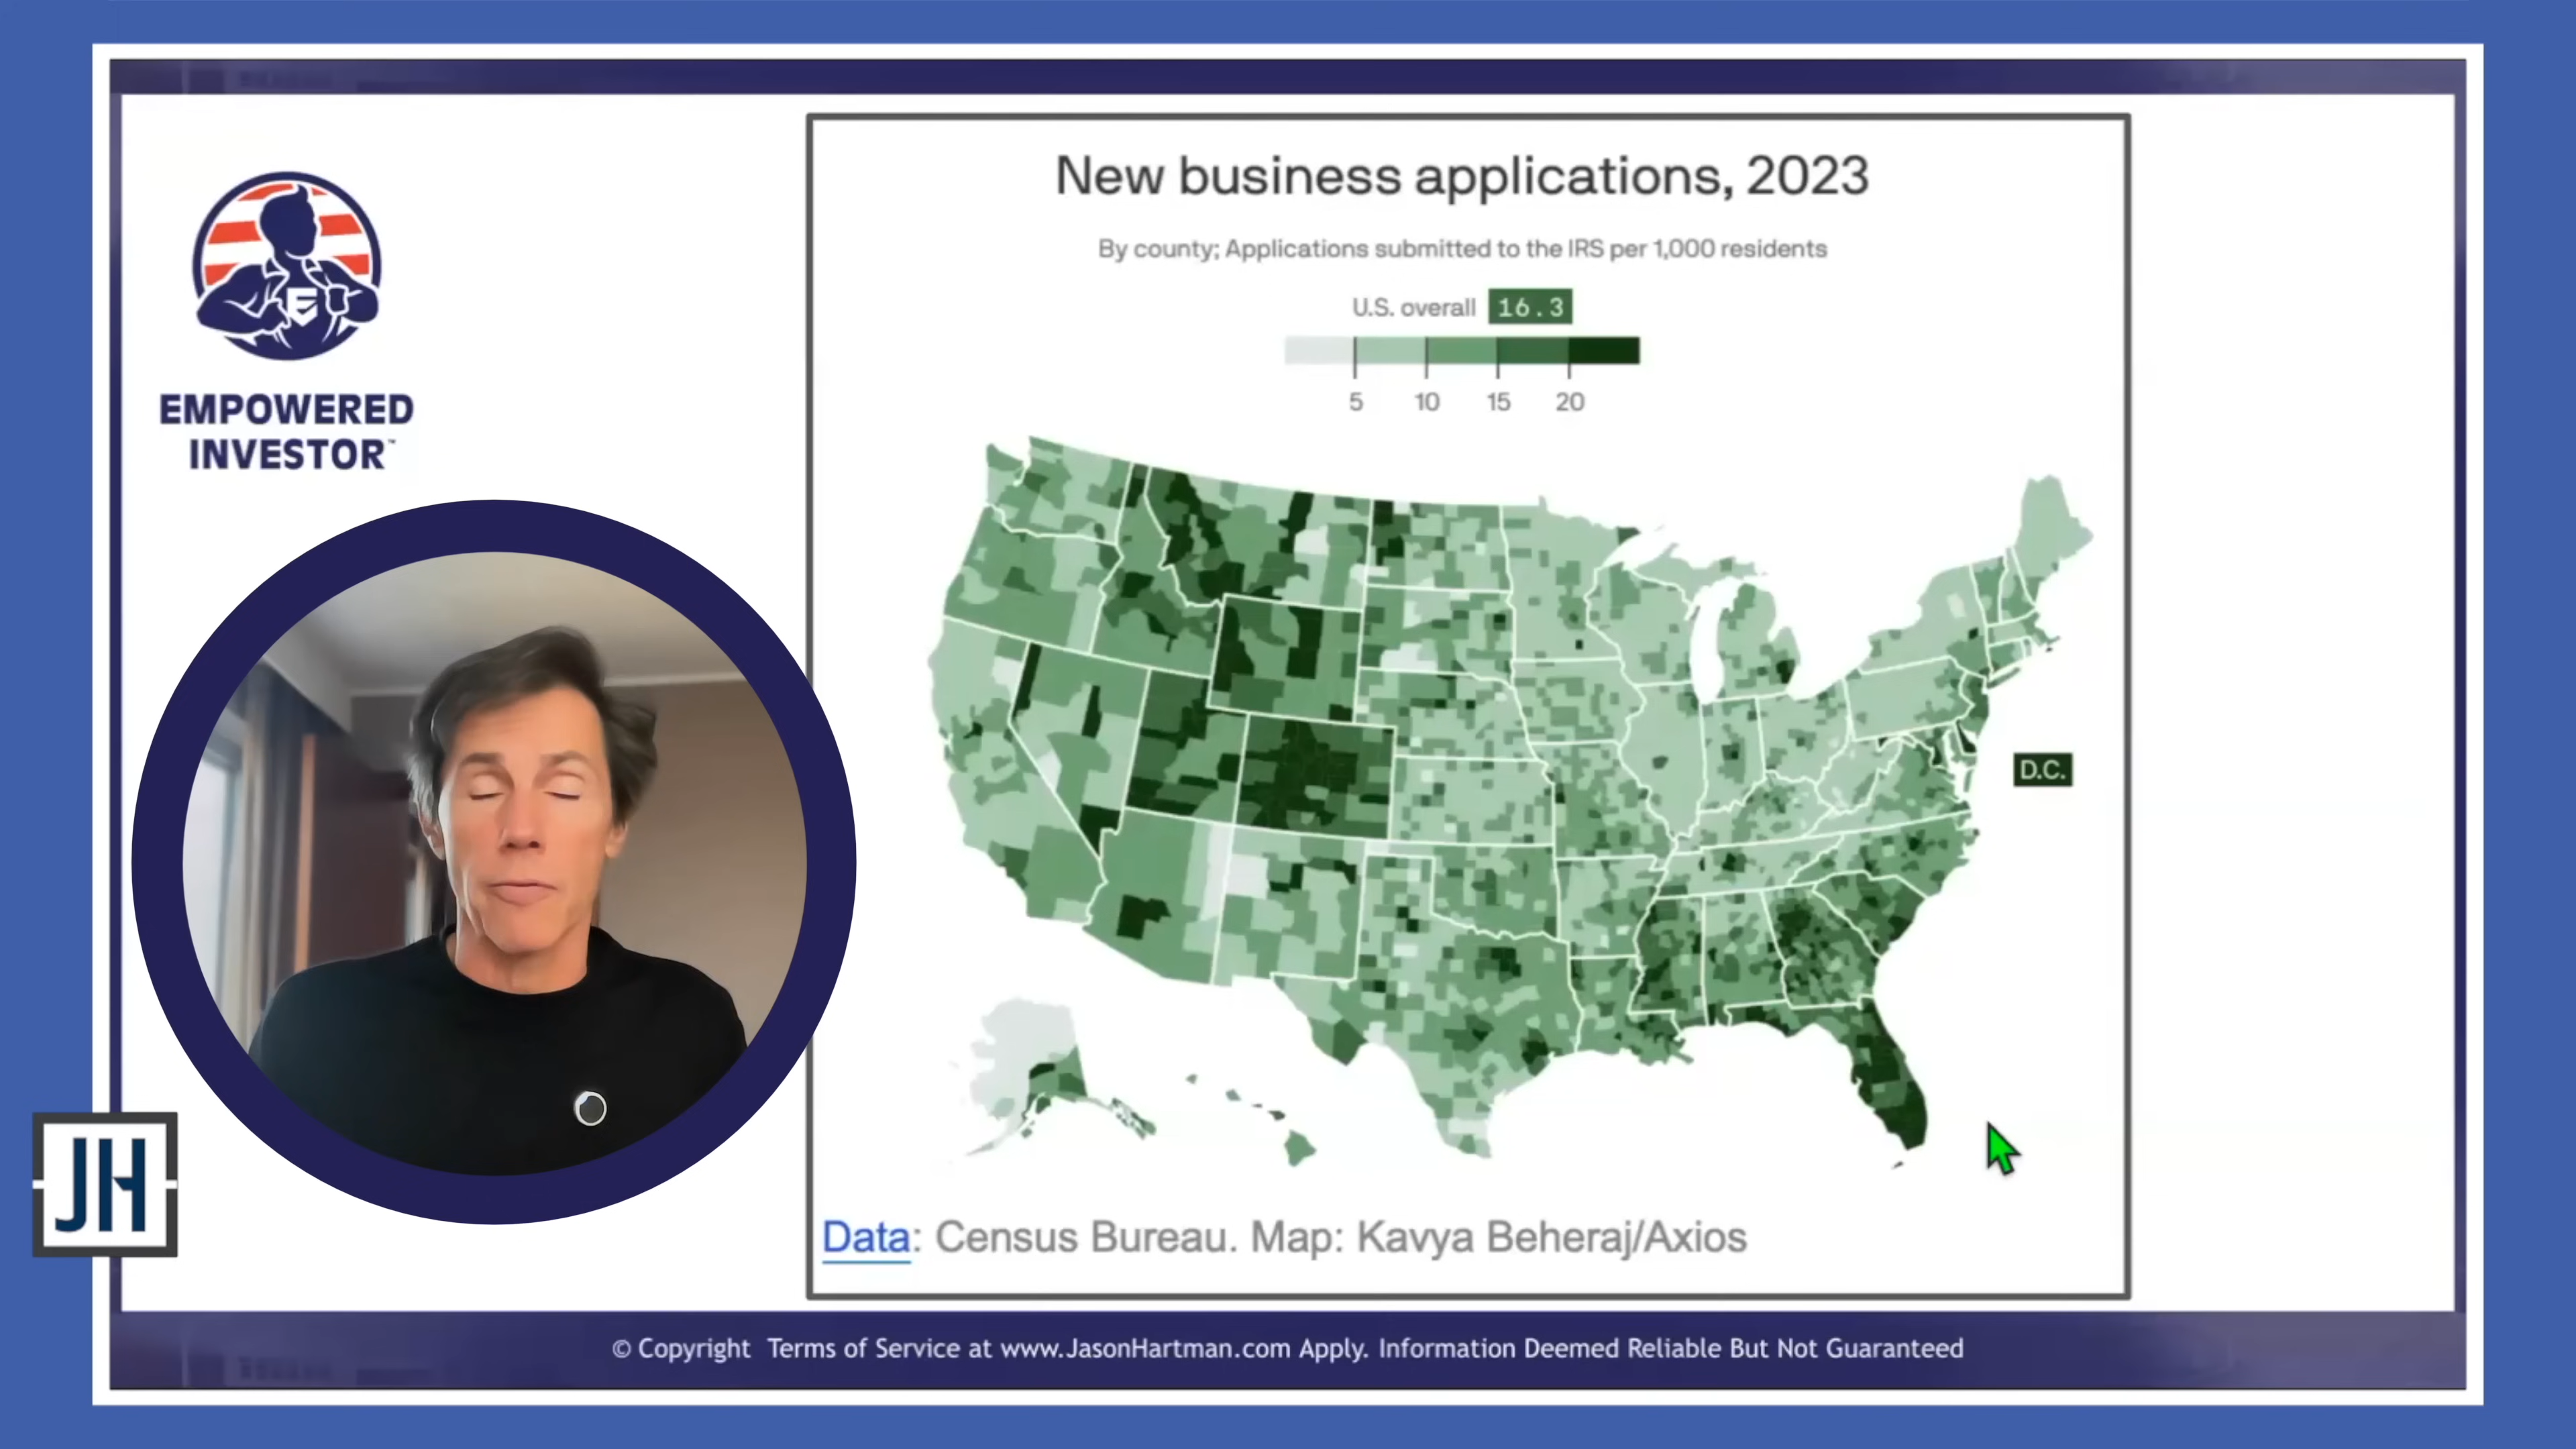 EMPOWERED
INVESTOR™
New business applications, 2023
By county; Applications submitted to the IRS per 1,000 residents
U.S. overall 16.3
5 10 15 20
D.C.
Data: Census Bureau. Map: Kavya Beheraj/Axios
JH
© Copyright Terms of Service at www.JasonHartman.com Apply. Information Deemed Reliable But Not Guaranteed